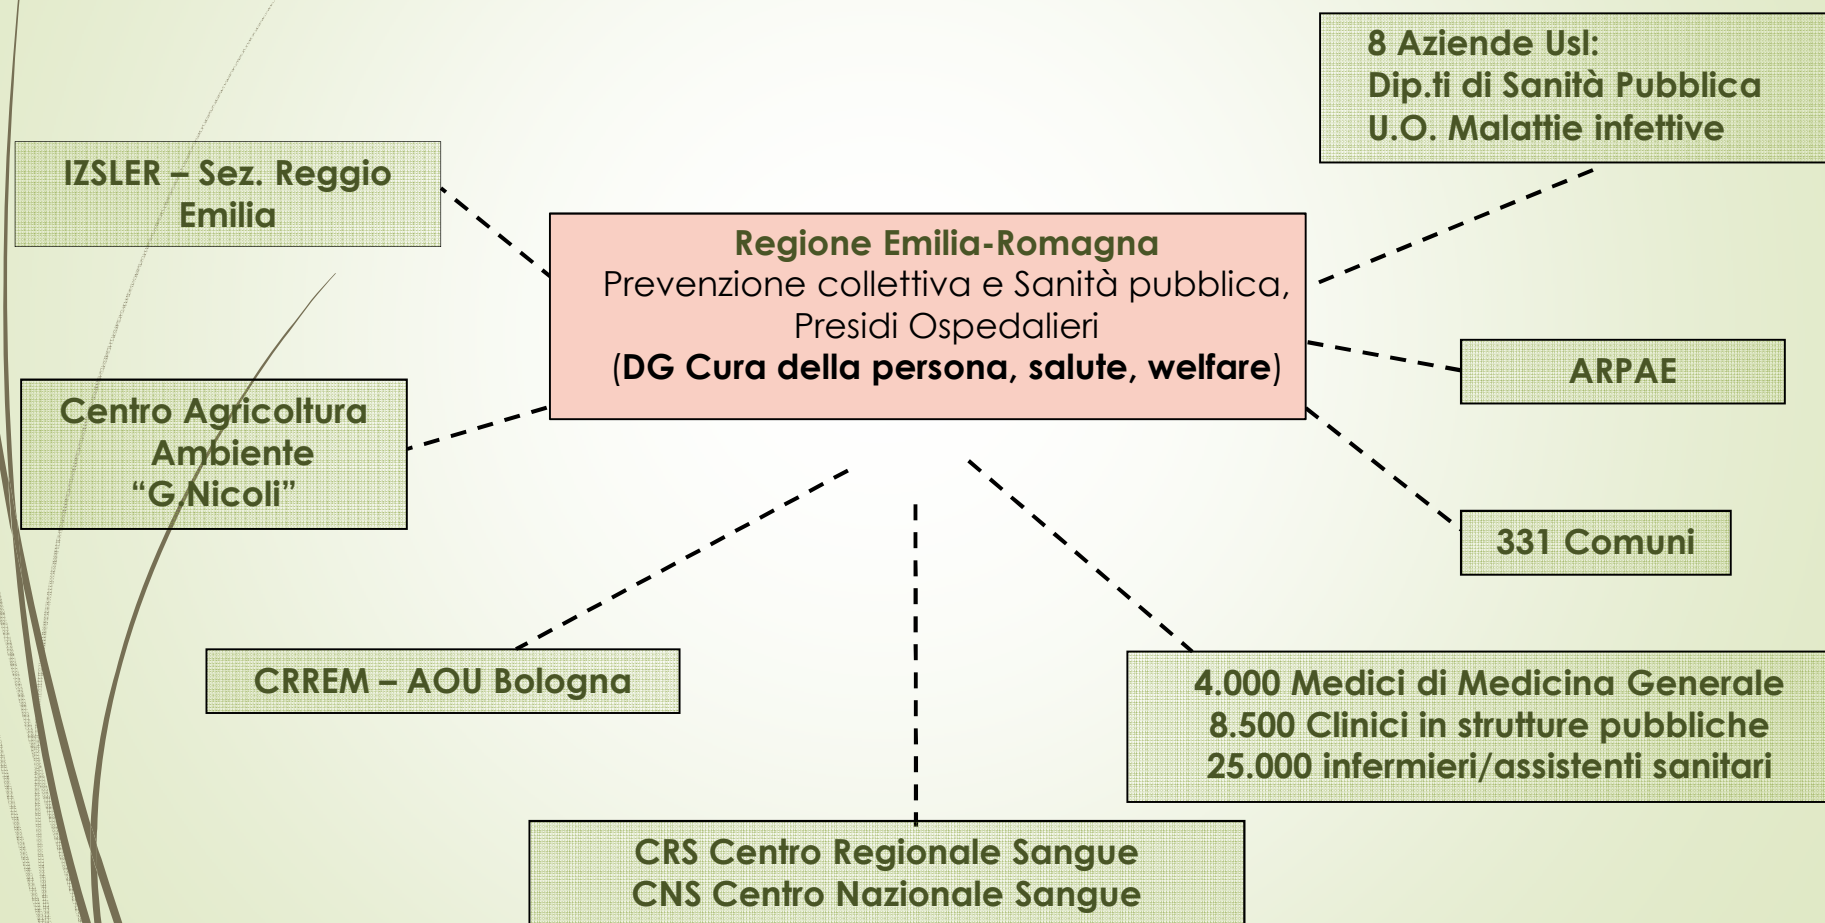 8 Aziende Usl:
Dip.ti di Sanità Pubblica
U.O. Malattie infettive
IZSLER – Sez. Reggio
Emilia
Regione Emilia-Romagna
Prevenzione collettiva e Sanità pubblica,
Presidi Ospedalieri
(DG Cura della persona, salute, welfare)
ARPAE
Centro Agricoltura
Ambiente
“G.Nicoli”
331 Comuni
CRREM – AOU Bologna
4.000 Medici di Medicina Generale
8.500 Clinici in strutture pubbliche
25.000 infermieri/assistenti sanitari
CRS Centro Regionale Sangue
CNS Centro Nazionale Sangue